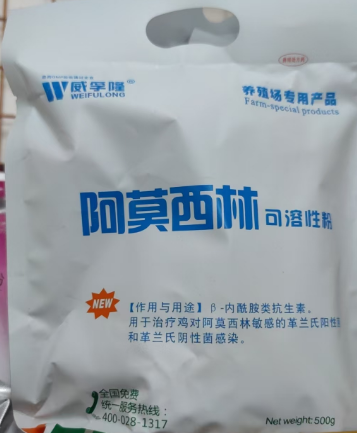 威孚隆®
WEIFULONG
养殖场专用产品
Farm-special products
阿莫西林可溶性粉
NEW
【作用与用途】β-内酰胺类抗生素。
用于治疗鸡对阿莫西林敏感的革兰氏阳性菌
和革兰氏阴性菌感染。
全国免费
统一服务热线：
400-028-1317
Net weight:500g